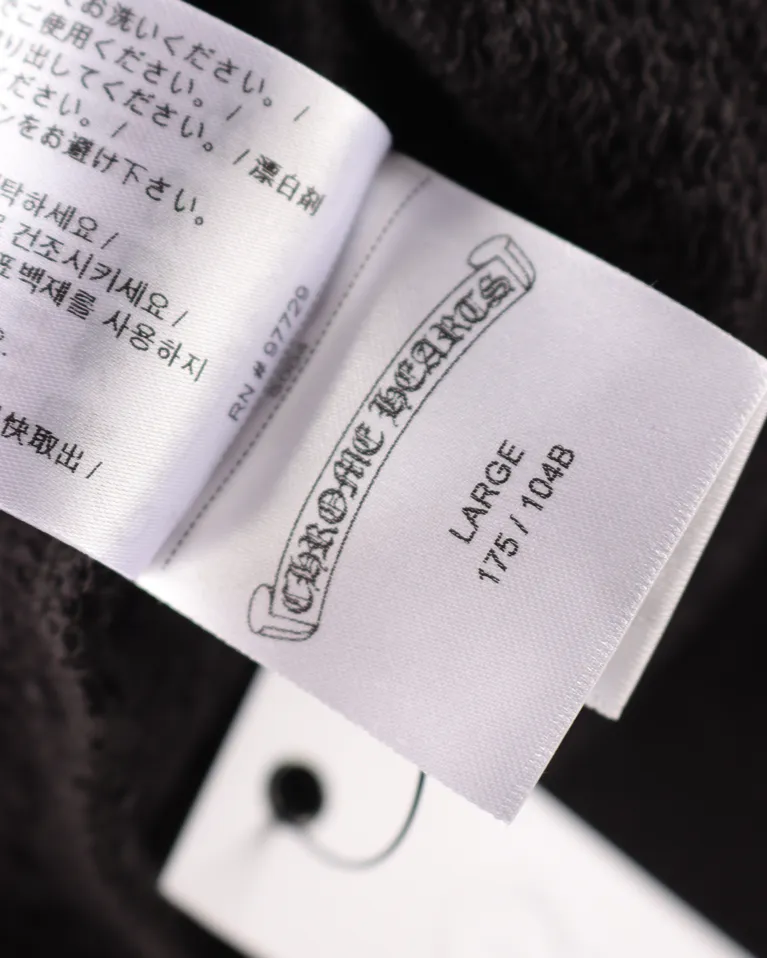 お洗いください。/
ご使用ください。/
り出してください。/漂白剤
ださい。/
をお避け下さい。
탁하세요/
건조시키세요/
표백재를 사용하지
快取出/
RN # 97729
CHROME HEARTS
LARGE
175 / 104B